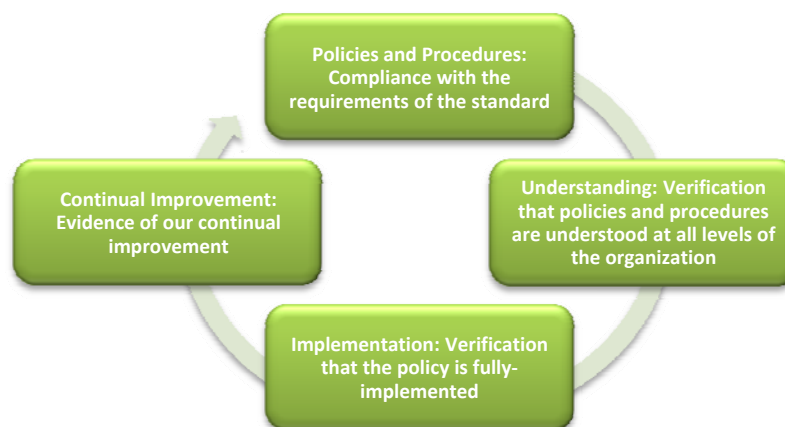 Policies and Procedures:
Compliance with the
requirements of the standard
Understanding: Verification
that policies and procedures
are understood at all levels of
the organization
Implementation: Verification
that the policy is fully-
implemented
Continual Improvement:
Evidence of our continual
improvement